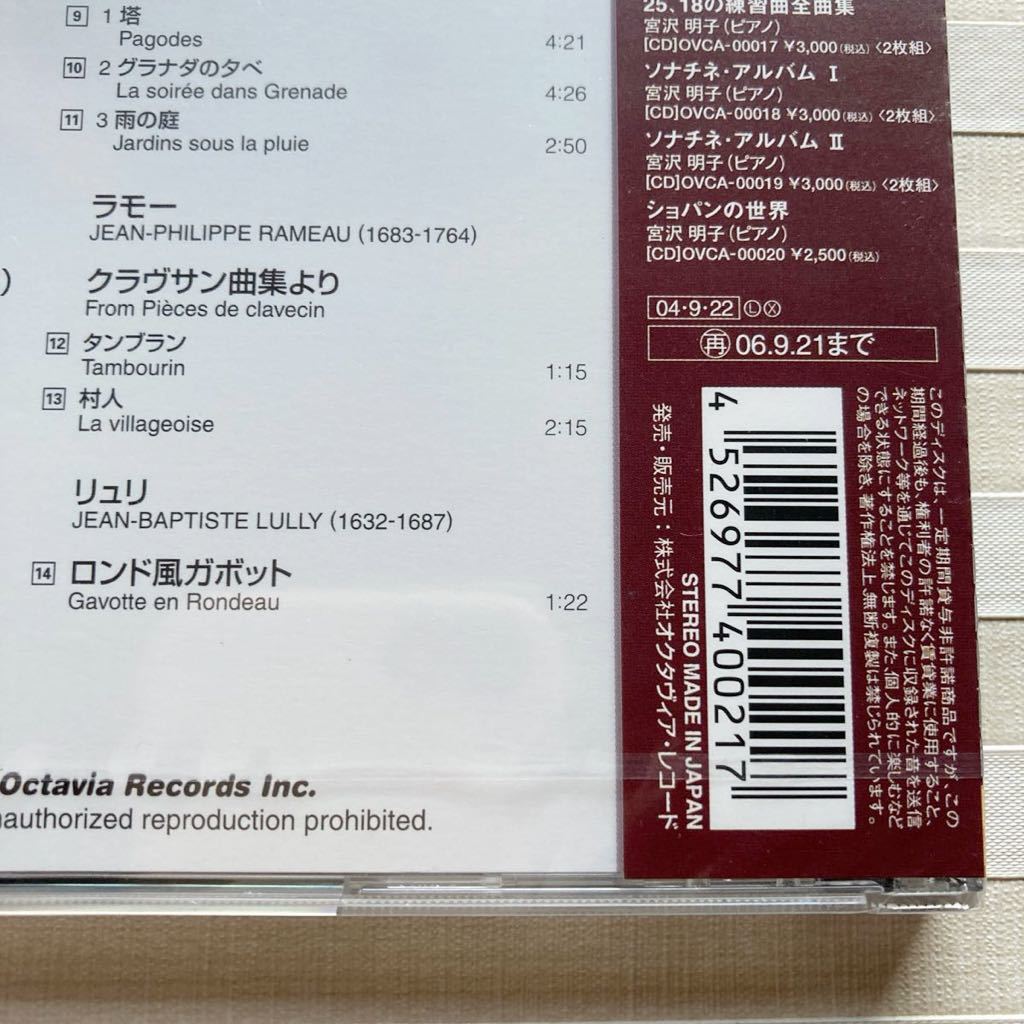 9 1 塔
Pagodes 4:21
10 2 グラナダの夕べ
La soirée dans Grenade 4:26
11 3 雨の庭
Jardins sous la pluie 2:50
ラモー
JEAN-PHILIPPE RAMEAU (1683-1764)
)
クラヴサン曲集より
From Pièces de clavecin
12 タンブラン
Tambourin 1:15
13 村人
La villageoise 2:15
リュリ
JEAN-BAPTISTE LULLY (1632-1687)
14 ロンド風ガボット
Gavotte en Rondeau 1:22
Octavia Records Inc.
nauthorized reproduction prohibited.
25、18の練習曲全曲集
宮沢 明子(ピアノ)
[CD]OVCA-00017 ¥3,000(税込)〈2枚組〉
ソナチネ・アルバム Ⅰ
宮沢 明子(ピアノ)
[CD]OVCA-00018 ¥3,000(税込)〈2枚組〉
ソナチネ・アルバム Ⅱ
宮沢 明子(ピアノ)
[CD]OVCA-00019 ¥3,000(税込)〈2枚組〉
ショパンの世界
宮沢 明子(ピアノ)
[CD]OVCA-00020 ¥2,500(税込)
04・9・22 Ⓛ Ⓧ
再 06.9.21まで
このディスクは、一定期間貸与非許諾商品ですが、この
期間経過後も、権利者の許諾なく賃貸業に使用すること、
ネットワーク等を通じてこのディスクに収録された音を送信
できる状態にすることを禁じます。また、個人的に楽しむなど
の場合を除き、著作権法上、無断複製は禁じられています。
4 526977 400217
STEREO MADE IN JAPAN
発売・販売元:株式会社オクタヴィア・レコード